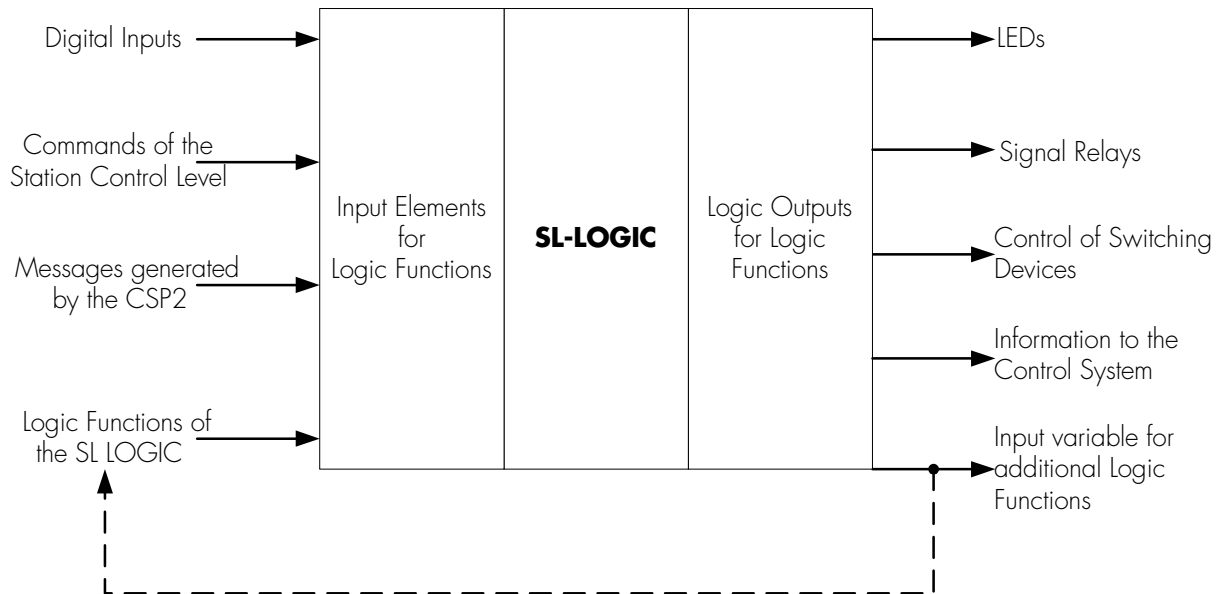 Digital Inputs
Commands of the
Station Control Level
Messages generated
by the CSP2
Logic Functions of
the SL LOGIC
Input Elements
for
Logic Functions
SL-LOGIC
Logic Outputs
for Logic
Functions
LEDs
Signal Relays
Control of Switching
Devices
Information to the
Control System
Input variable for
additional Logic
Functions